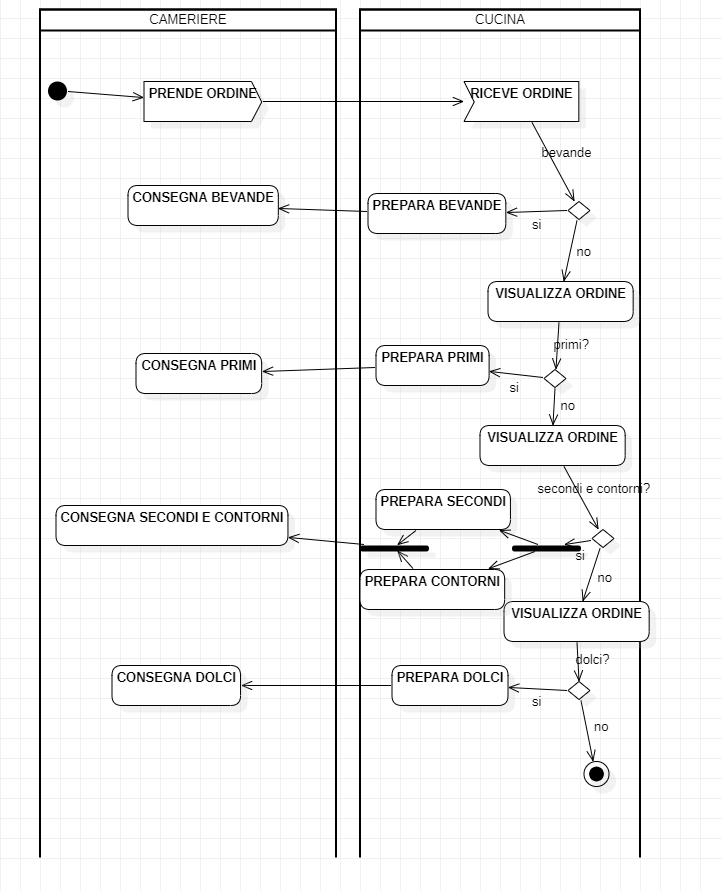 CAMERIERE
CUCINA
PRENDE ORDINE
RICEVE ORDINE
bevande
CONSEGNA BEVANDE
PREPARA BEVANDE
si
no
VISUALIZZA ORDINE
primi?
CONSEGNA PRIMI
PREPARA PRIMI
si
no
VISUALIZZA ORDINE
secondi e contorni?
PREPARA SECONDI
CONSEGNA SECONDI E CONTORNI
si
PREPARA CONTORNI
no
VISUALIZZA ORDINE
dolci?
CONSEGNA DOLCI
PREPARA DOLCI
si
no